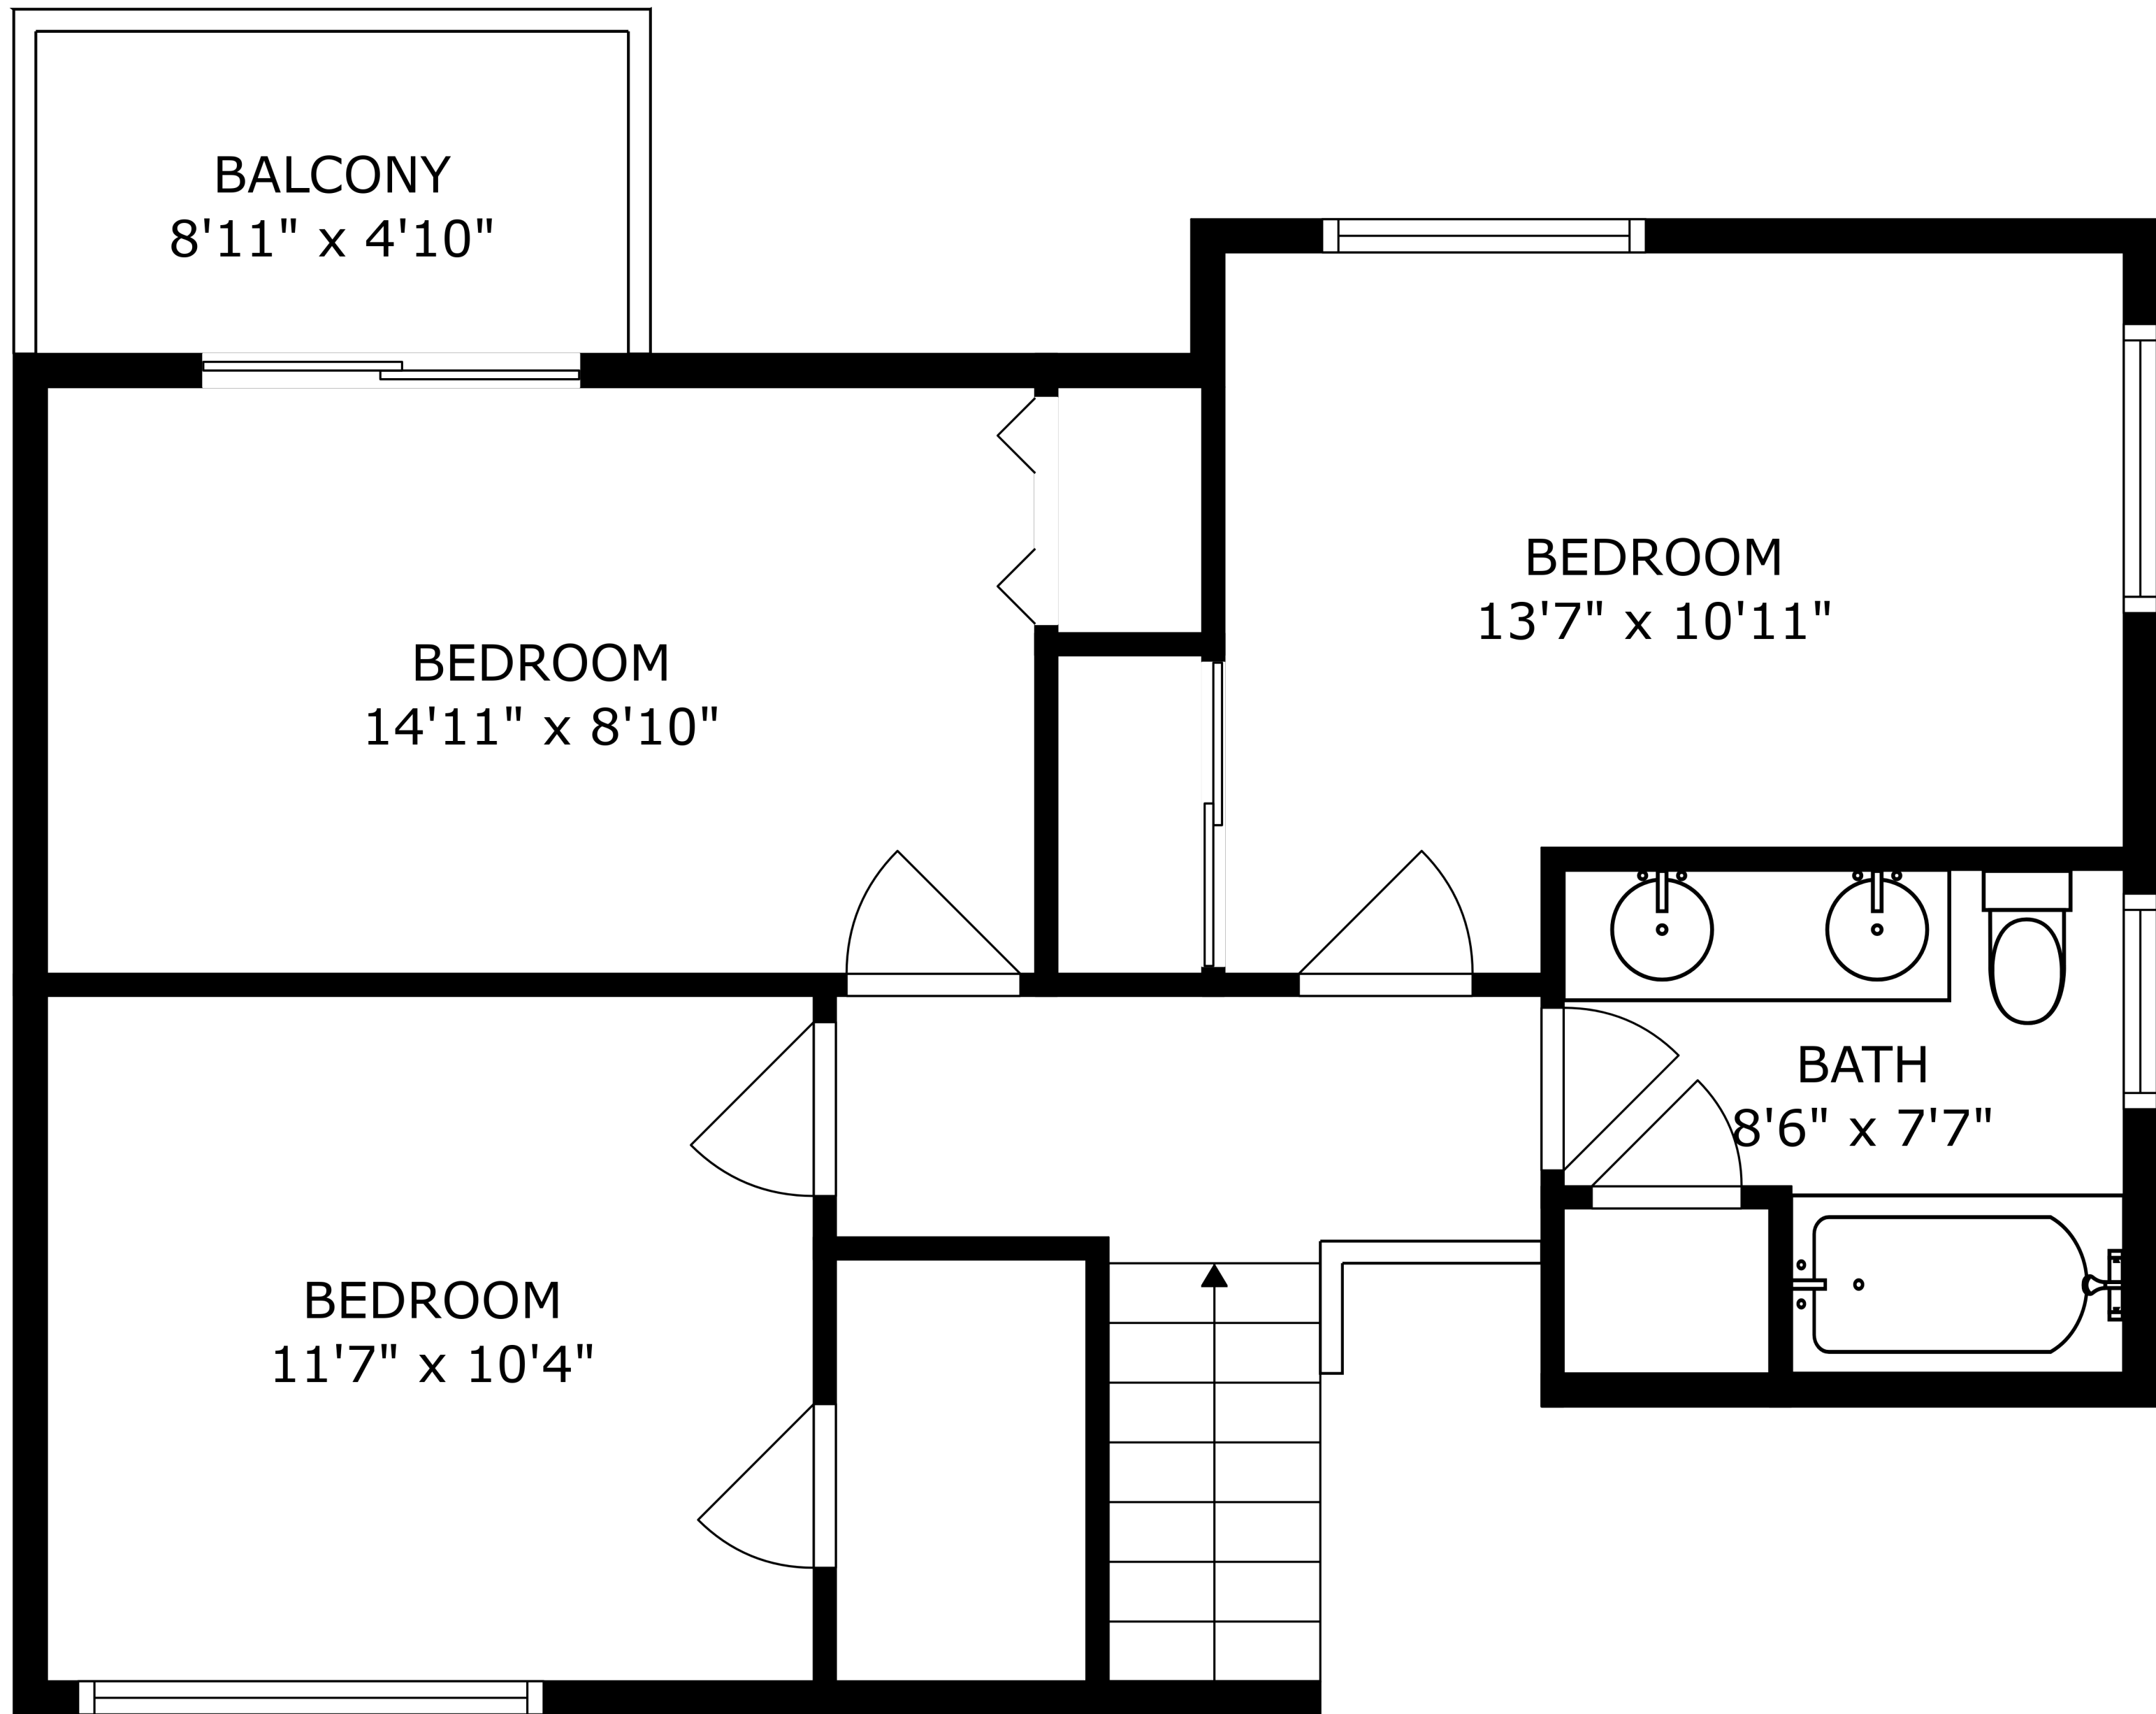 BALCONY
8'11" x 4'10"
BEDROOM
13'7" x 10'11"
BEDROOM
14'11" x 8'10"
BATH
8'6" x 7'7"
BEDROOM
11'7" x 10'4"